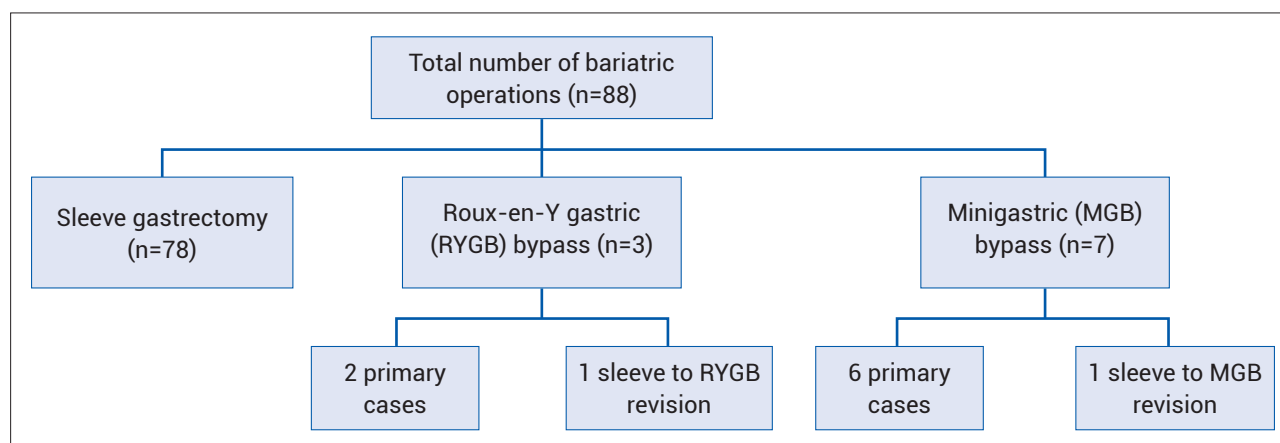 Total number of bariatric
operations (n=88)
Sleeve gastrectomy
(n=78)
Roux-en-Y gastric
(RYGB) bypass (n=3)
Minigastric (MGB)
bypass (n=7)
2 primary
cases
1 sleeve to RYGB
revision
6 primary
cases
1 sleeve to MGB
revision